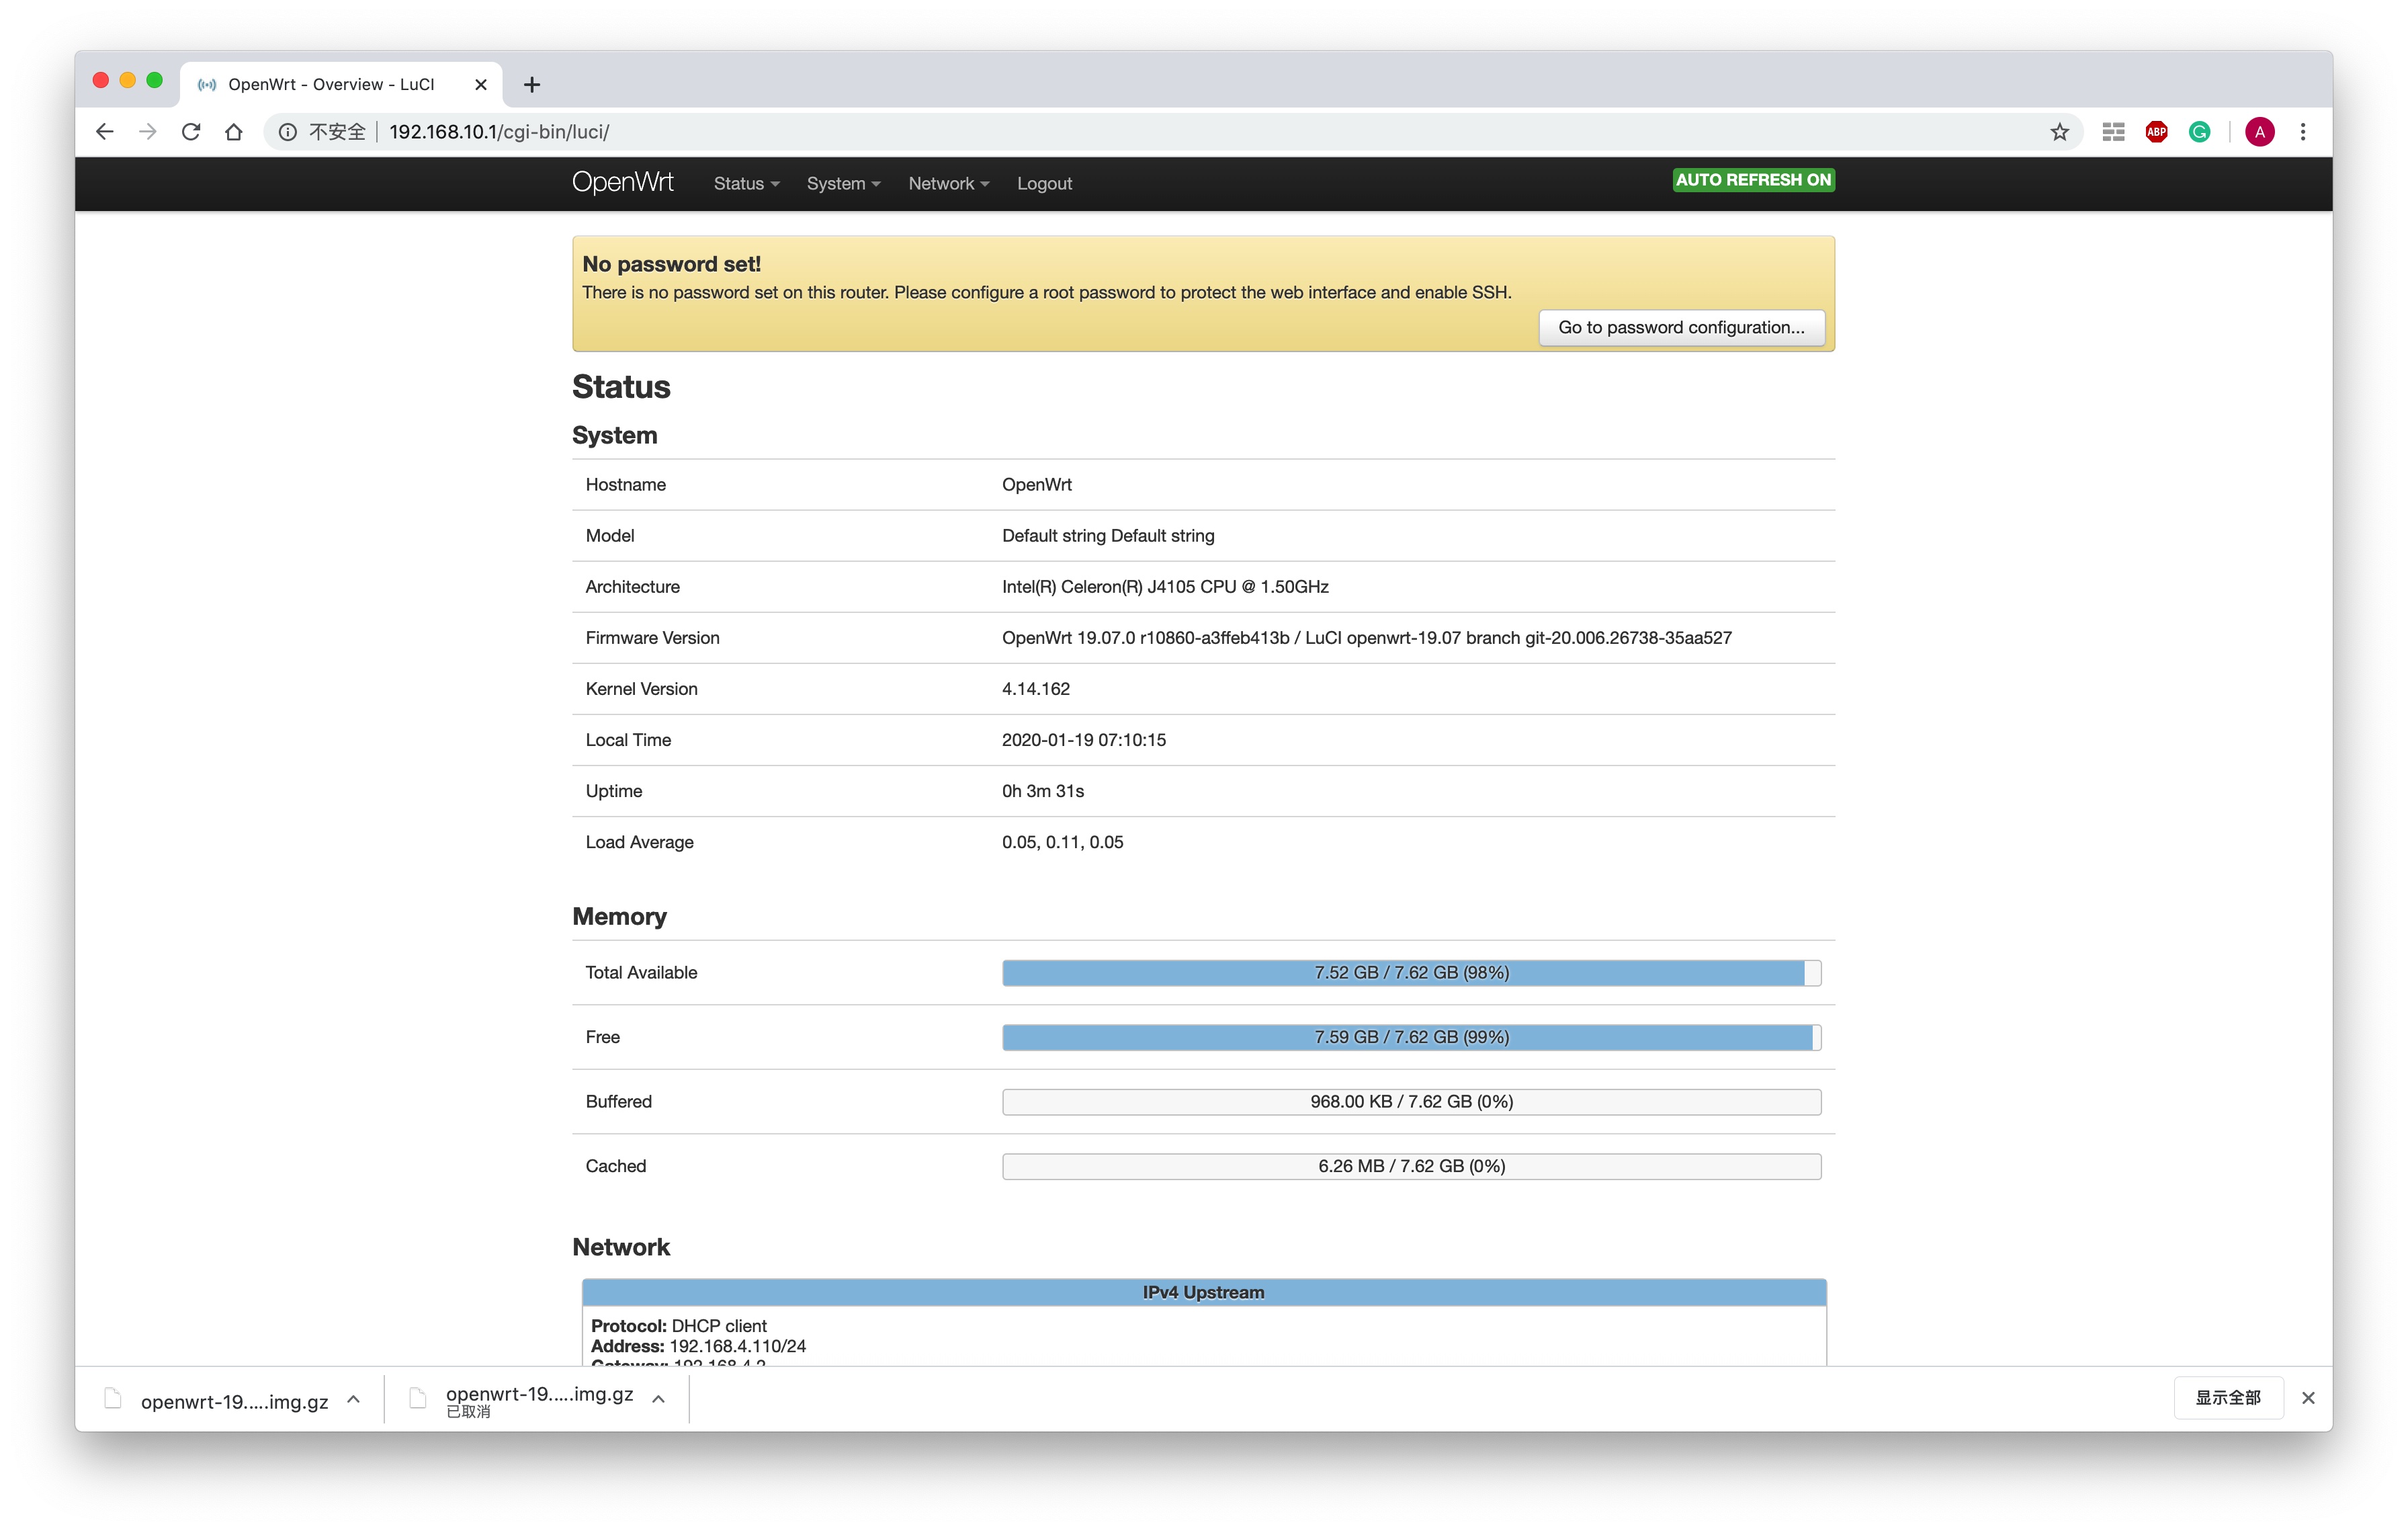 OpenWrt - Overview - LuCI
不安全 192.168.10.1/cgi-bin/luci/
ABP
A
OpenWrt Status System Network Logout AUTO REFRESH ON
No password set!
There is no password set on this router. Please configure a root password to protect the web interface and enable SSH.
Go to password configuration...
Status
System
Hostname OpenWrt
Model Default string Default string
Architecture Intel(R) Celeron(R) J4105 CPU @ 1.50GHz
Firmware Version OpenWrt 19.07.0 r10860-a3ffeb413b / LuCI openwrt-19.07 branch git-20.006.26738-35aa527
Kernel Version 4.14.162
Local Time 2020-01-19 07:10:15
Uptime 0h 3m 31s
Load Average 0.05, 0.11, 0.05
Memory
Total Available 7.52 GB / 7.62 GB (98%)
Free 7.59 GB / 7.62 GB (99%)
Buffered 968.00 KB / 7.62 GB (0%)
Cached 6.26 MB / 7.62 GB (0%)
Network
IPv4 Upstream
Protocol: DHCP client
Address: 192.168.4.110/24
Gateway: 192.168.4.2
openwrt-19.....img.gz
openwrt-19.....img.gz
已取消
显示全部